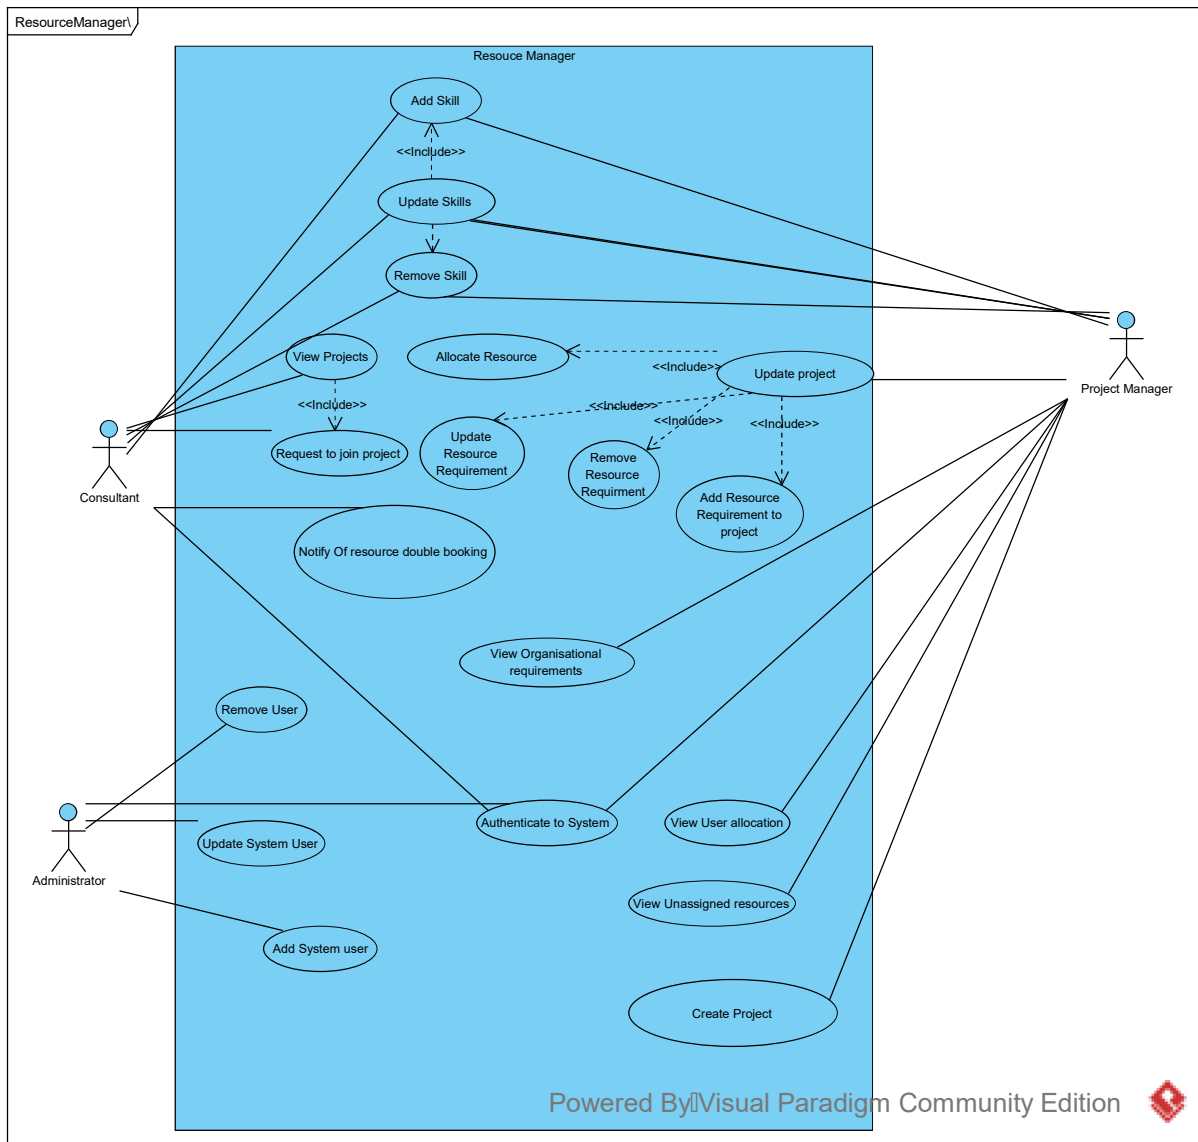 ResourceManager\
Resouce Manager
Add Skill
<<Include>>
Update Skills
Remove Skill
View Projects
Allocate Resource
<<Include>>
Update project
Project Manager
<<Include>>
<<Include>>
<<Include>>
<<Include>>
Request to join project
Update
Resource
Requirement
Remove
Resource
Requirment
Add Resource
Requirement to
project
Consultant
Notify Of resource double booking
View Organisational
requirements
Remove User
Authenticate to System
View User allocation
Update System User
Administrator
View Unassigned resources
Add System user
Create Project
Powered By Visual Paradigm Community Edition